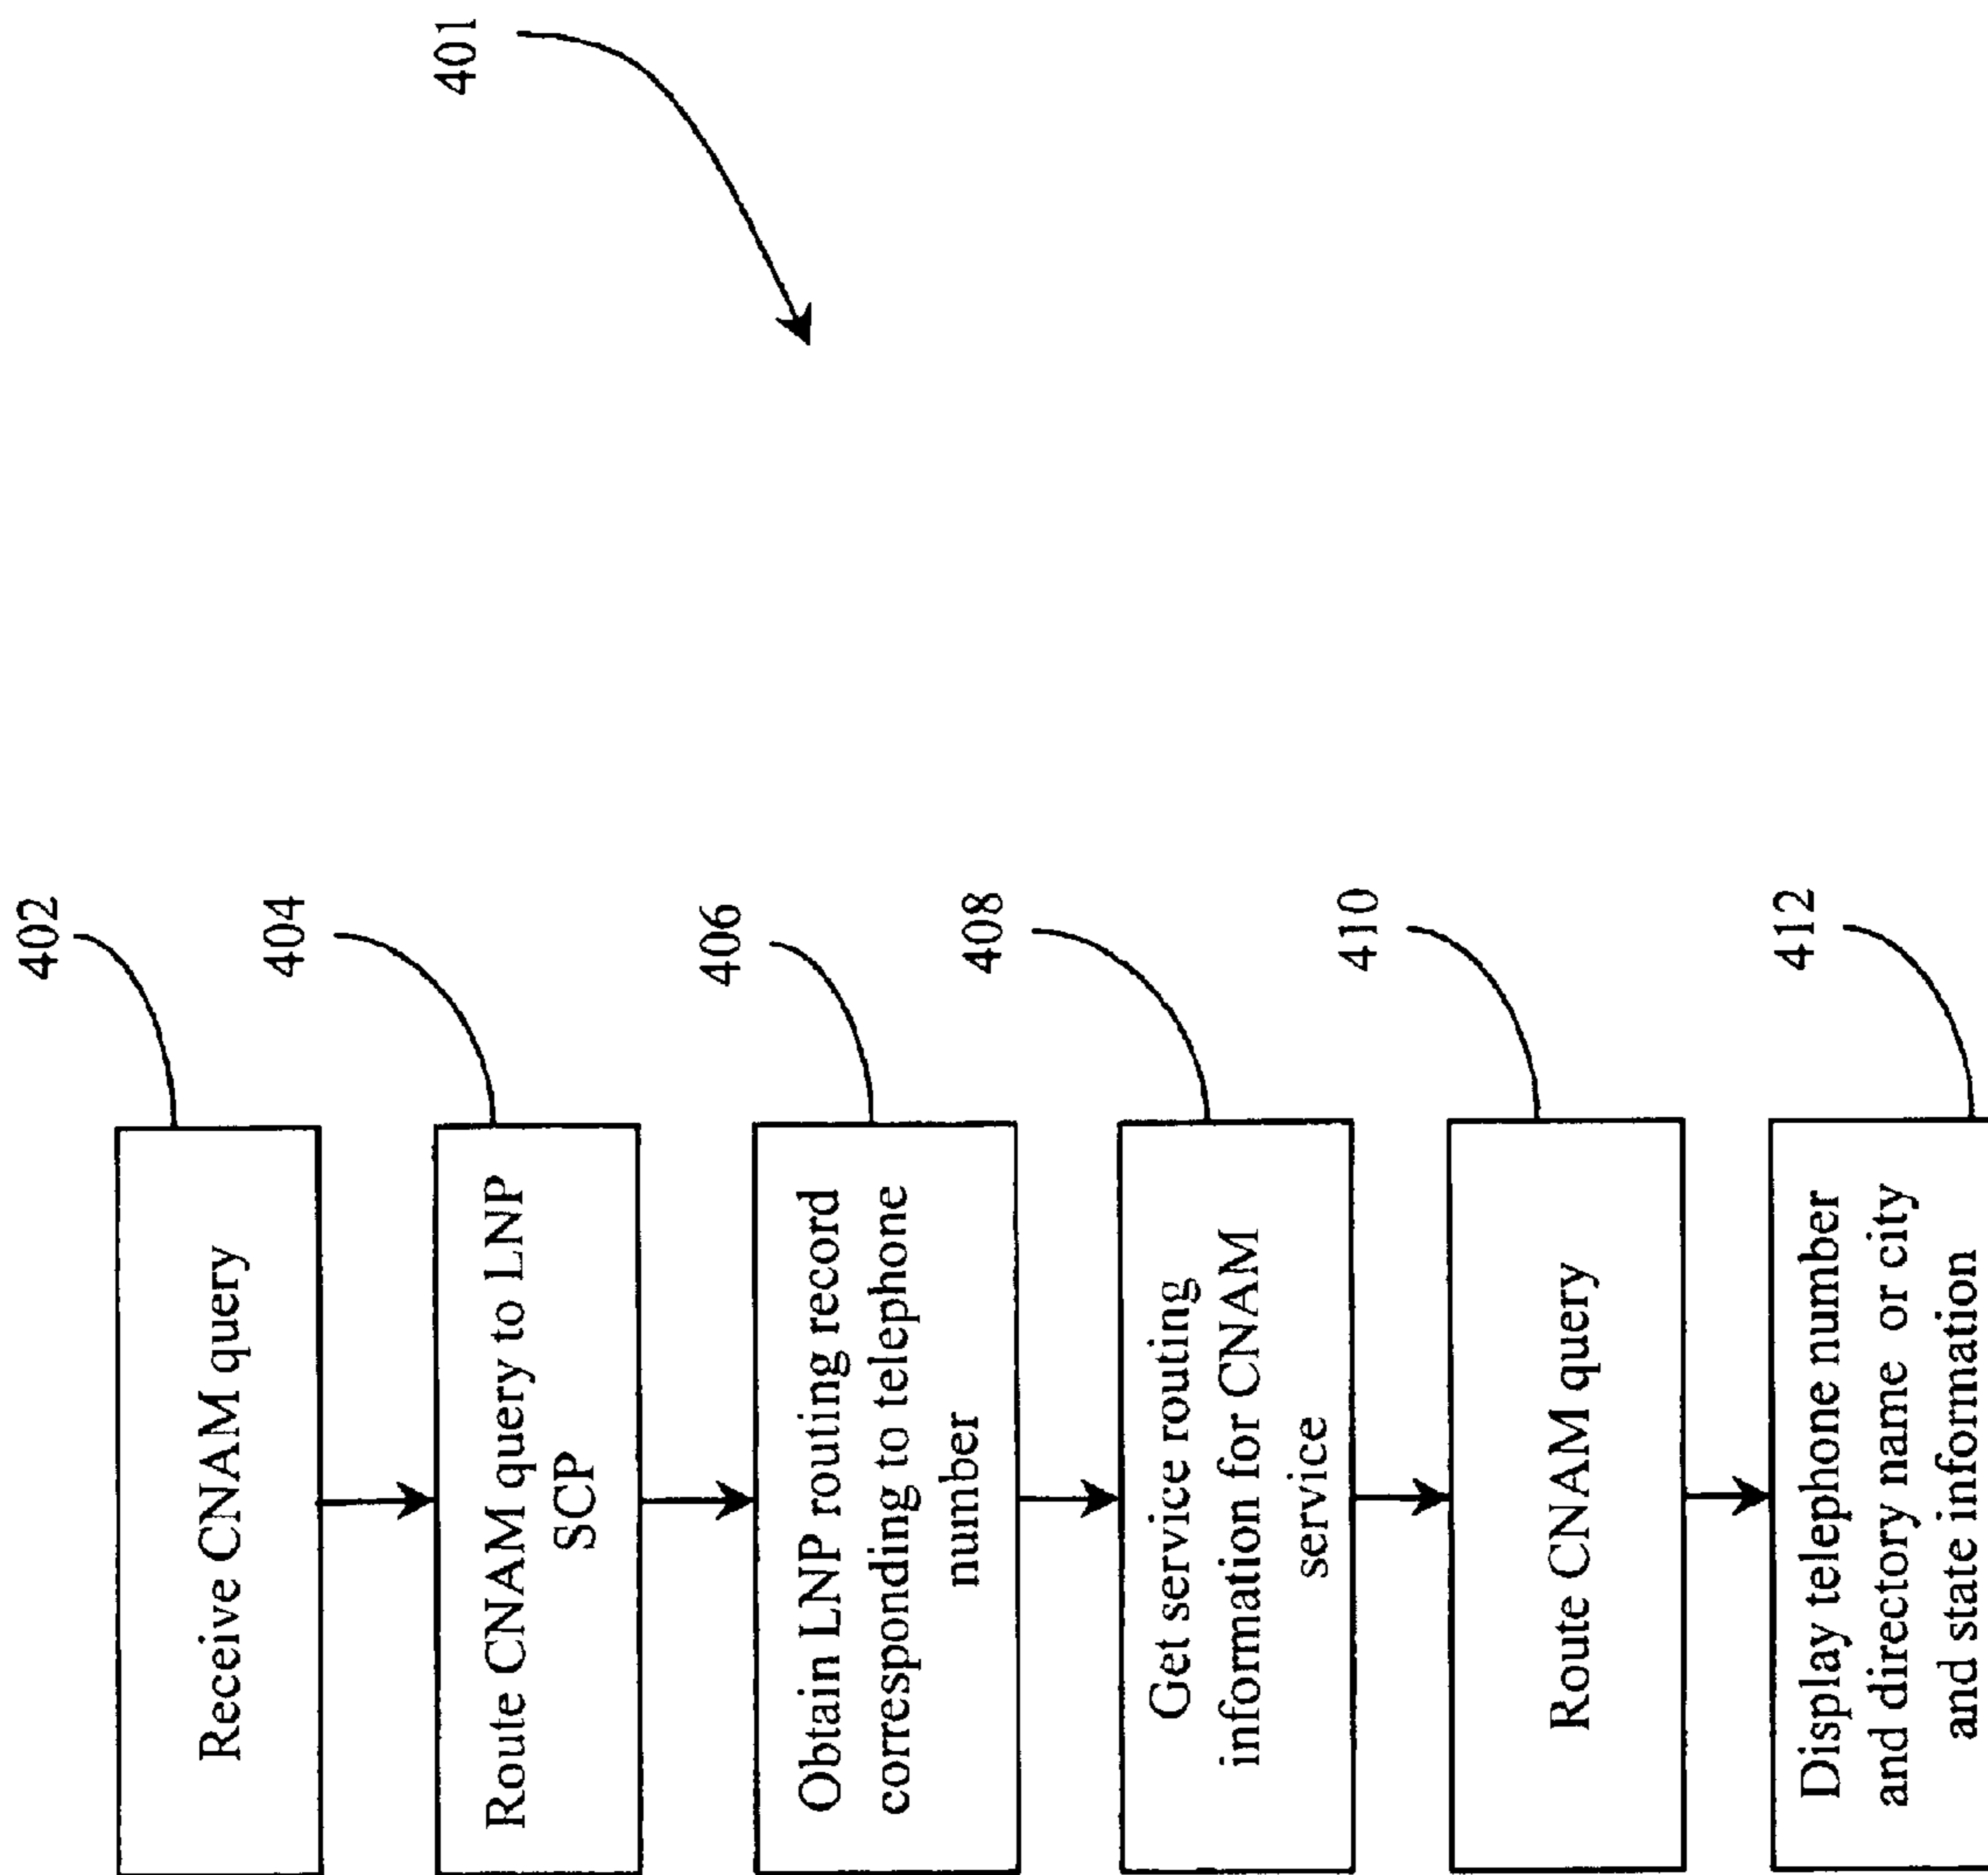 401
402
Receive CNAM query
404
Route CNAM query to LNP
SCP
406
Obtain LNP routing record
corresponding to telephone
number
408
Get service routing
information for CNAM
service
410
Route CNAM query
412
Display telephone number
and directory name or city
and state information